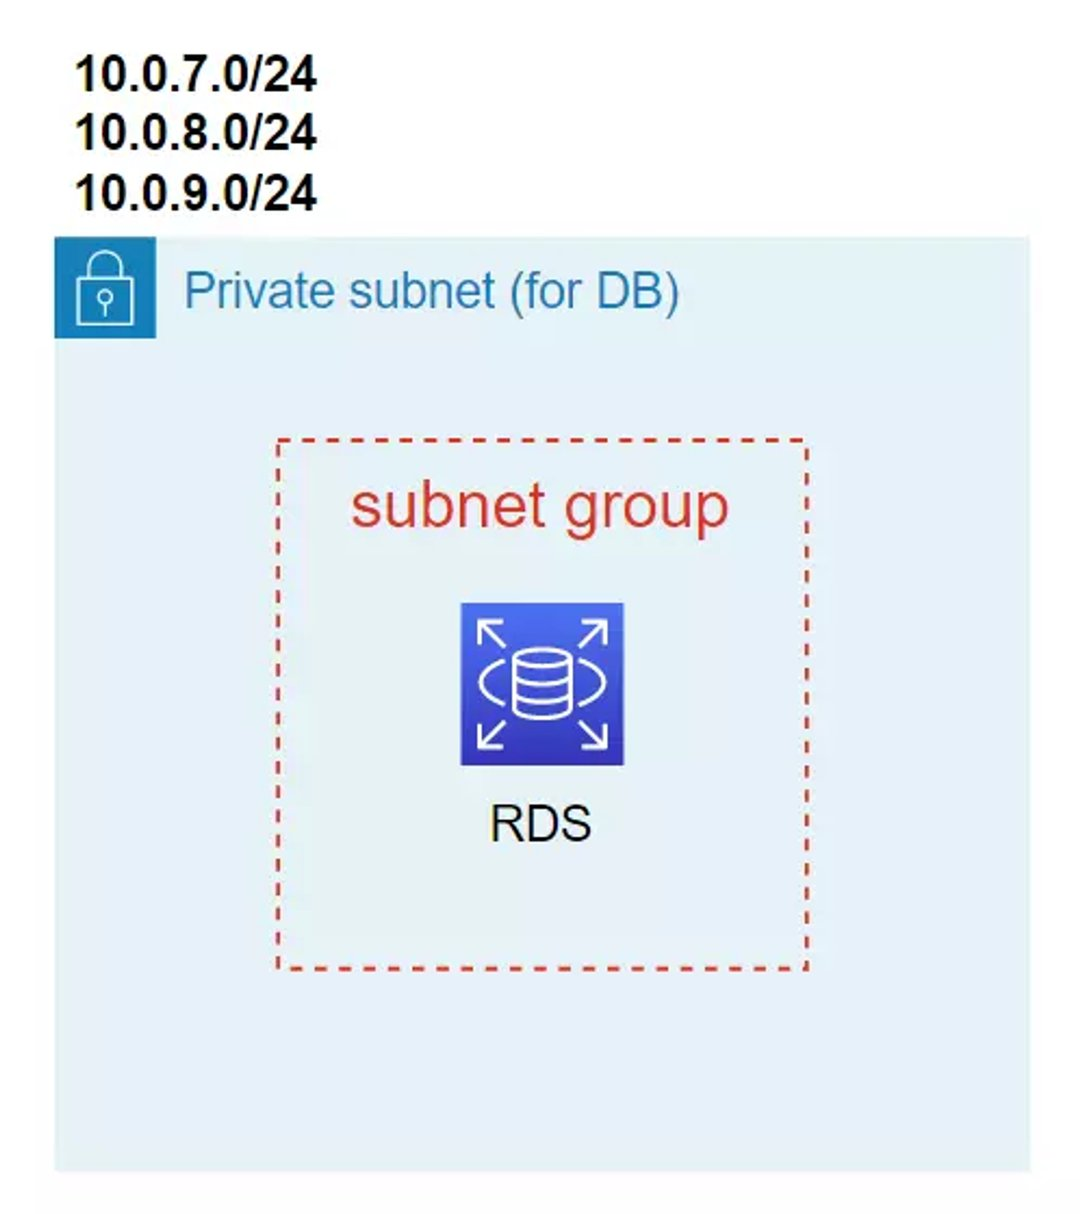 10.0.7.0/24
10.0.8.0/24
10.0.9.0/24
Private subnet (for DB)
subnet group
RDS